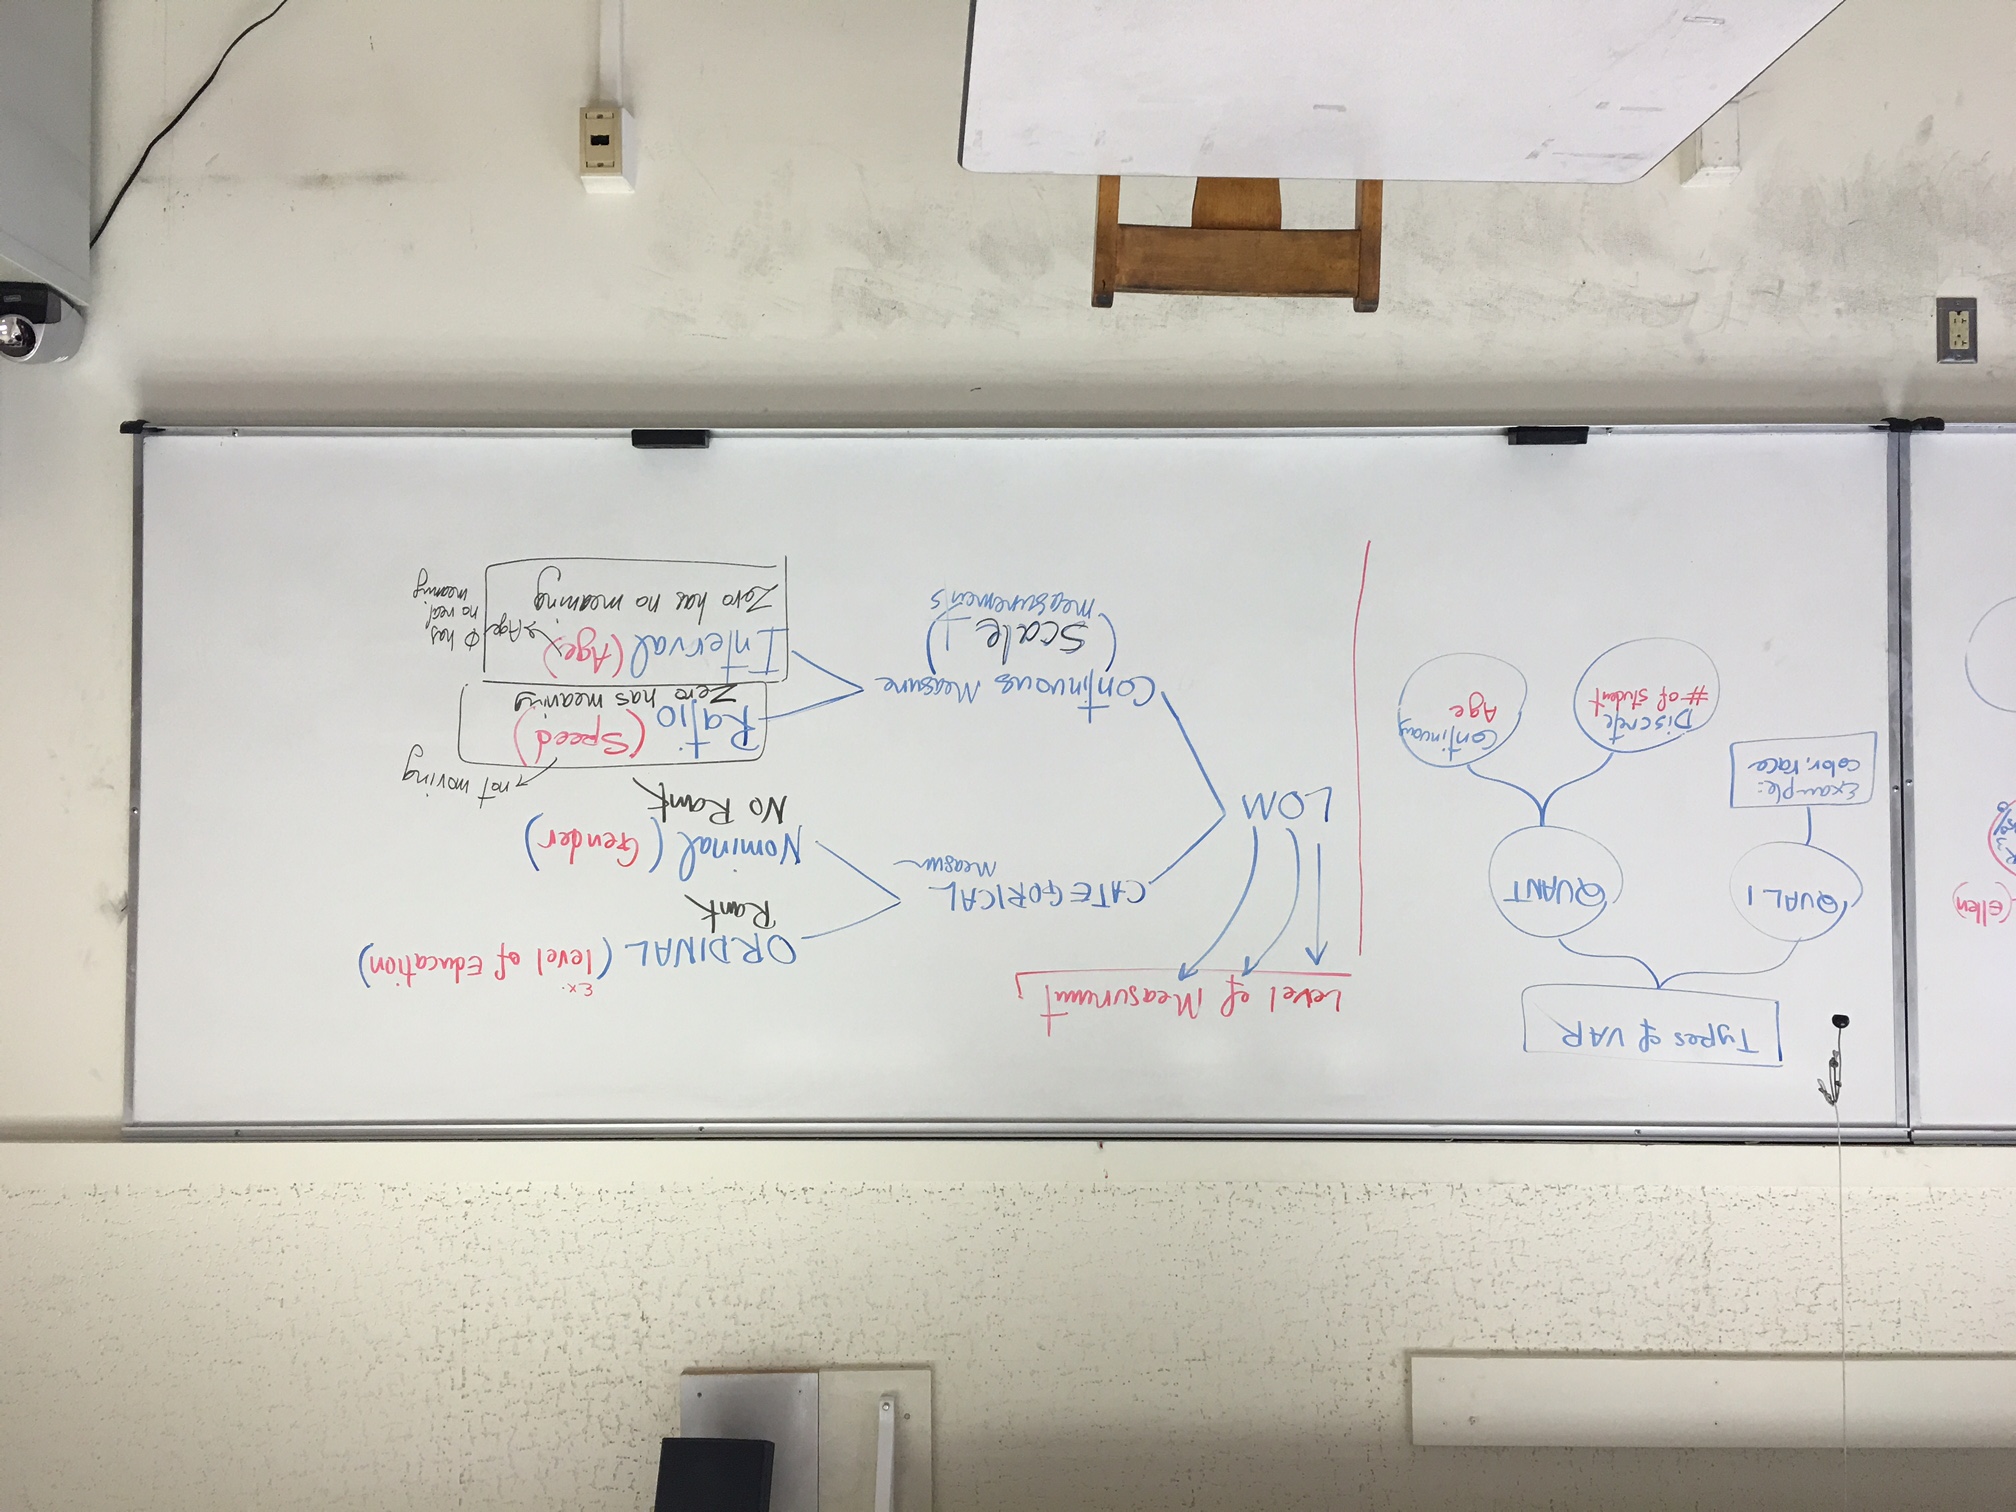 (Ellen)
Types of VAR
QUALI
QUANT
Example:
color, race
Discrete
# of student
Continuous
Age
Level of Measurement
LOM
CATEGORICAL
Measure
Ex.
ORDINAL (level of Education)
Rank
Nominal (Gender)
No Rank
Continuous Measure
(Scale)
measurements
not moving
Ratio (Speed)
Zero has meaning
Interval (Age)
Age
Zero has no meaning
Φ has
no real
meaning